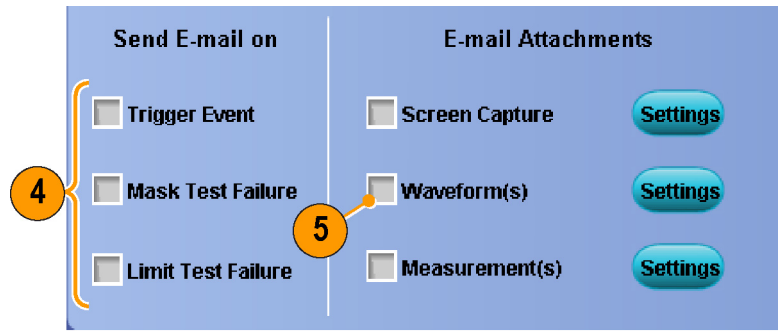 Send E-mail on
E-mail Attachments
4
Trigger Event
Screen Capture
Settings
Mask Test Failure
5
Waveform(s)
Settings
Limit Test Failure
Measurement(s)
Settings